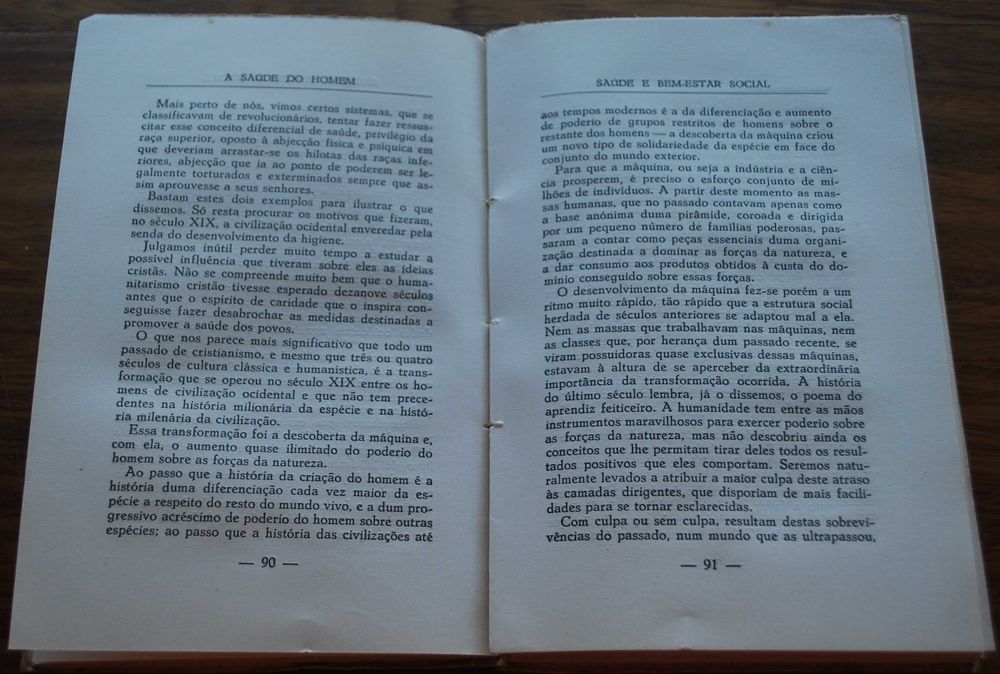 A SAÚDE DO HOMEM
Mais perto de nós, vimos certos sistemas, que se
classificavam de revolucionários, tentar fazer ressus-
citar esse conceito diferencial de saúde, privilégio da
raça superior, oposto à abjecção física e psíquica em
que deveriam arrastar-se os hilotas das raças infe-
riores, abjecção que ia ao ponto de poderem ser le-
galmente torturados e exterminados sempre que as-
sim aprouvesse a seus senhores.
Bastam estes dois exemplos para ilustrar o que
dissemos. Só resta procurar os motivos que fizeram,
no século XIX, a civilização ocidental enveredar pela
senda do desenvolvimento da higiene.
Julgamos inútil perder muito tempo a estudar a
possível influência que tiveram sobre eles as ideias
cristãs. Não se compreende muito bem que o huma-
nitarismo cristão tivesse esperado dezanove séculos
antes que o espírito de caridade que o inspira con-
seguisse fazer desabrochar as medidas destinadas a
promover a saúde dos povos.
O que nos parece mais significativo que todo um
passado de cristianismo, e mesmo que três ou quatro
séculos de cultura clássica e humanística, é a trans-
formação que se operou no século XIX entre os ho-
mens de civilização ocidental e que não tem prece-
dentes na história milionária da espécie e na histó-
ria milenária da civilização.
Essa transformação foi a descoberta da máquina e,
com ela, o aumento quase ilimitado do poderio do
homem sobre as forças da natureza.
Ao passo que a história da criação do homem é a
história duma diferenciação cada vez maior da es-
pécie a respeito do resto do mundo vivo, e a dum pro-
gressivo acréscimo de poderio do homem sobre outras
espécies; ao passo que a história das civilizações até
— 90 —
SAÚDE E BEM-ESTAR SOCIAL
aos tempos modernos é a da diferenciação e aumento
de poderio de grupos restritos de homens sobre o
restante dos homens — a descoberta da máquina criou
um novo tipo de solidariedade da espécie em face do
conjunto do mundo exterior.
Para que a máquina, ou seja a indústria e a ciên-
cia prosperem, é preciso o esforço conjunto de mi-
lhões de indivíduos. A partir deste momento as mas-
sas humanas, que no passado contavam apenas como
a base anónima duma pirâmide, coroada e dirigida
por um pequeno número de famílias poderosas, pas-
saram a contar como peças essenciais duma organi-
zação destinada a dominar as forças da natureza, e
a dar consumo aos produtos obtidos à custa do do-
mínio conseguido sobre essas forças.
O desenvolvimento da máquina fez-se porém a um
ritmo muito rápido, tão rápido que a estrutura social
herdada de séculos anteriores se adaptou mal a ela.
Nem as massas que trabalhavam nas máquinas, nem
as classes que, por herança dum passado recente, se
viram possuidoras quase exclusivas dessas máquinas,
estavam à altura de se aperceber da extraordinária
importância da transformação ocorrida. A história
do último século lembra, já o dissemos, o poema do
aprendiz feiticeiro. A humanidade tem entre as mãos
instrumentos maravilhosos para exercer poderio sobre
as forças da natureza, mas não descobriu ainda os
conceitos que lhe permitam tirar deles todos os resul-
tados positivos que eles comportam. Seremos natu-
ralmente levados a atribuir a maior culpa deste atraso
às camadas dirigentes, que disporiam de mais facili-
dades para se tornar esclarecidas.
Com culpa ou sem culpa, resultam destas sobrevi-
vências do passado, num mundo que as ultrapassou,
— 91 —